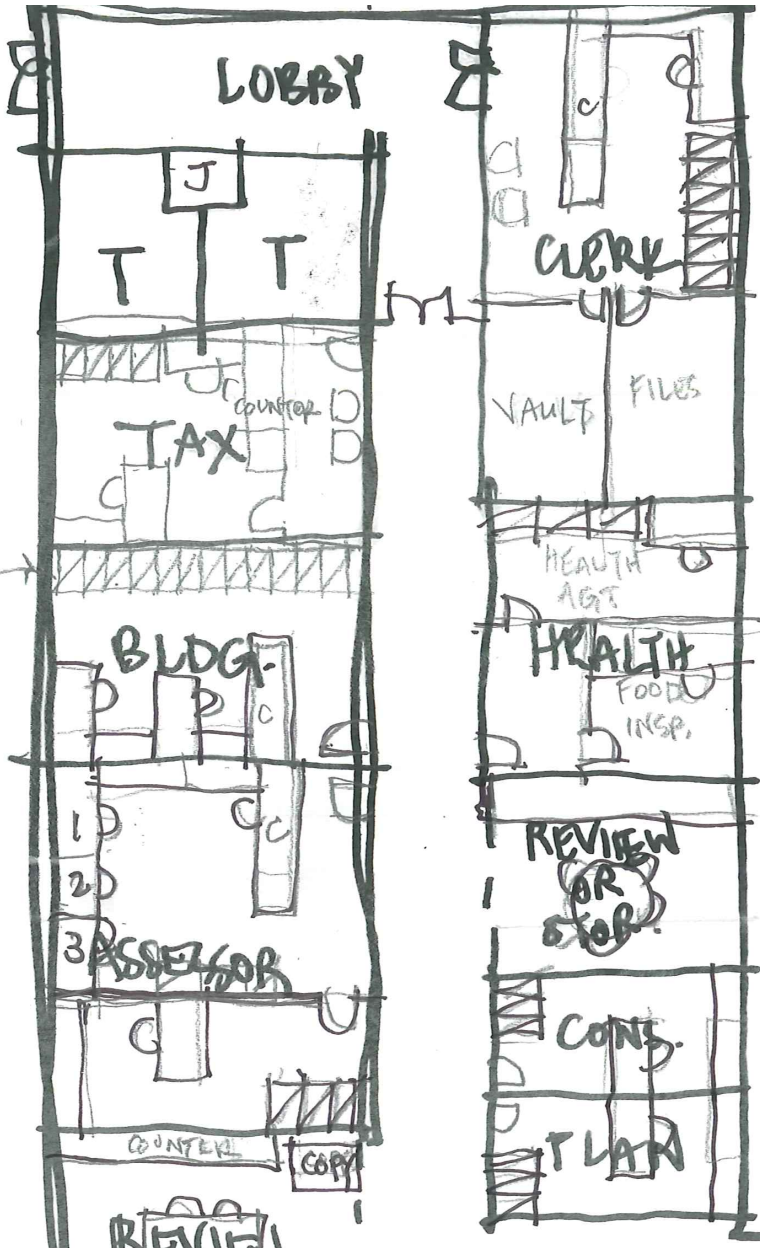 LOBBY
J
T
T
C
CLERK
COUNTER
TAX
VAULT
FILES
HEALTH
AGT
BLDG.
C
HEALTH
FOOD
INSP.
C
1
2
3
ASSESSOR
REVIEW
OR
STOR.
CONS.
PLAN
COUNTER
COPY
REVIEW